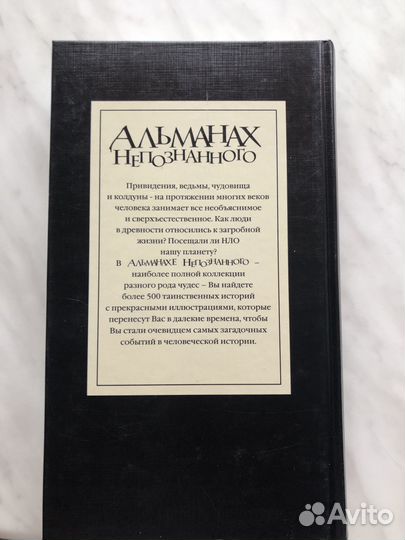 АЛЬМАНАХ
НЕПОЗНАННОГО
Привидения, ведьмы, чудовища
и колдуны - на протяжении многих веков
человека занимает все необъяснимое
и сверхъестественное. Как люди
в древности относились к загробной
жизни? Посещали ли НЛО
нашу планету?
В АЛЬМАНАХЕ НЕПОЗНАННОГО –
наиболее полной коллекции
разного рода чудес – Вы найдете
более 500 таинственных историй
с прекрасными иллюстрациями, которые
перенесут Вас в далекие времена, чтобы
Вы стали очевидцем самых загадочных
событий в человеческой истории.
Avito